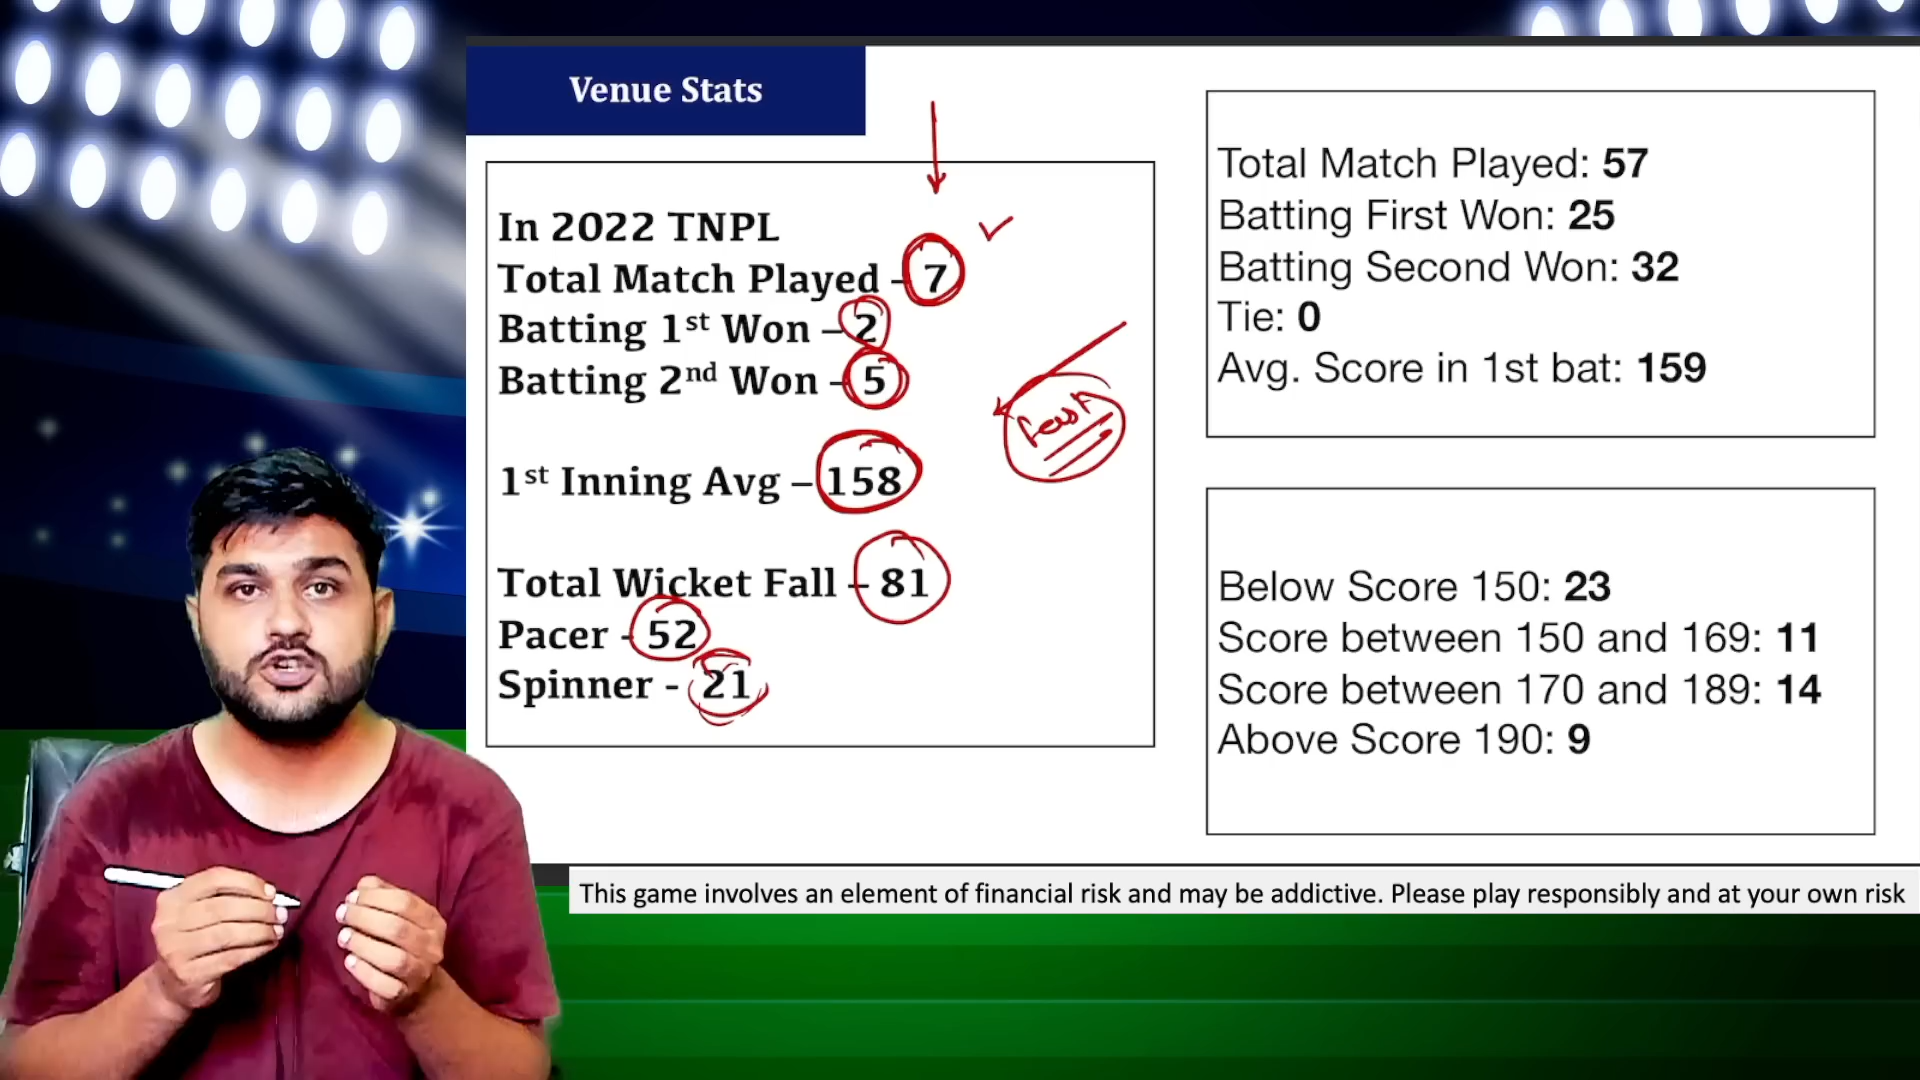 Venue Stats
In 2022 TNPL
Total Match Played - 7
Batting 1st Won – 2
Batting 2nd Won - 5
1st Inning Avg – 158
Total Wicket Fall - 81
Pacer - 52
Spinner - 21
Total Match Played: 57
Batting First Won: 25
Batting Second Won: 32
Tie: 0
Avg. Score in 1st bat: 159
Below Score 150: 23
Score between 150 and 169: 11
Score between 170 and 189: 14
Above Score 190: 9
This game involves an element of financial risk and may be addictive. Please play responsibly and at your own risk